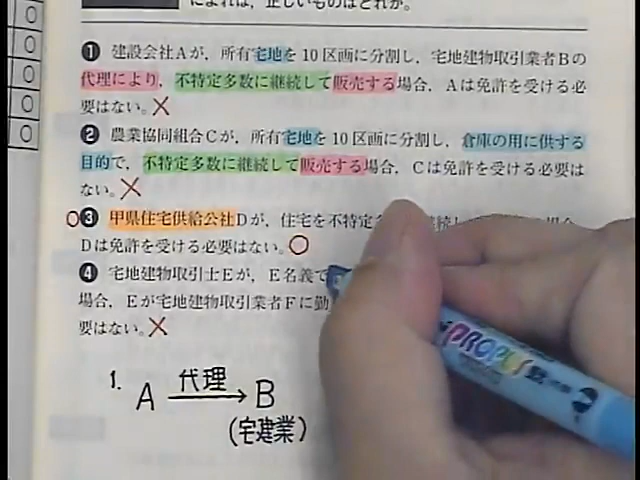 によれば、正しいものはどれか。
❶ 建設会社Aが、所有宅地を10区画に分割し、宅地建物取引業者Bの
代理により、不特定多数に継続して販売する場合、Aは免許を受ける必
要はない。×
❷ 農業協同組合Cが、所有宅地を10区画に分割し、倉庫の用に供する
目的で、不特定多数に継続して販売する場合、Cは免許を受ける必要は
ない。×
○❸ 甲県住宅供給公社Dが、住宅を不特定 継続し 場合、
Dは免許を受ける必要はない。○
❹ 宅地建物取引士Eが、E名義で
場合、Eが宅地建物取引業者Fに勤
要はない。×
1. A 代理→ B
(宅建業)
PROPUS